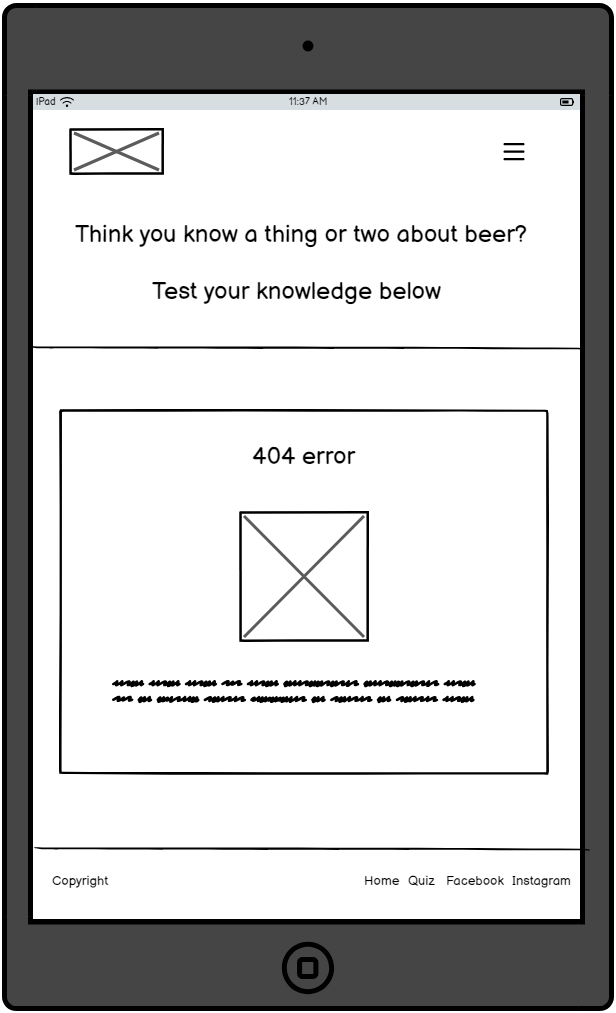 iPad 11:37 AM
Think you know a thing or two about beer?
Test your knowledge below
404 error
Copyright Home Quiz Facebook Instagram